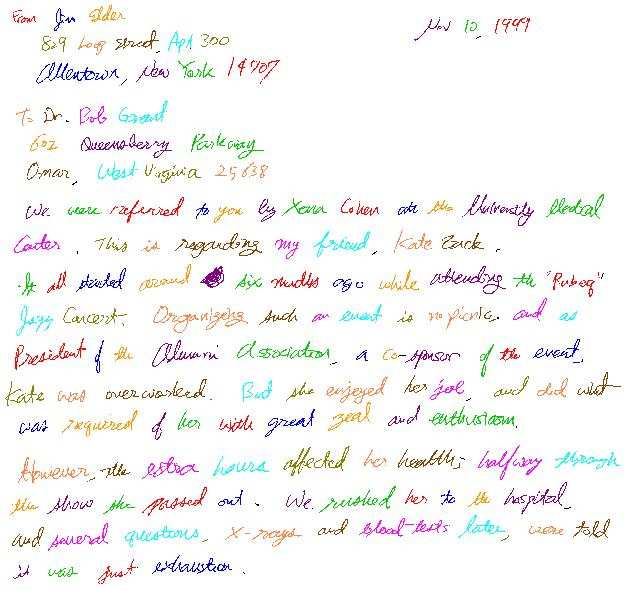 From Jim Elder
829 Loop Street, Apt 300
Allentown, New York 14707
Nov 10, 1999
To Dr. Bob Grant
602 Queensberry Parkway
Omar, West Virginia 25638
We were referred to you by Xena Cohen at the University Medical
Center. This is regarding my friend, Kate Zack.
It all started around six months ago while attending the "Rubeq"
Jazz Concert. Organizing such an event is no picnic, and as
President of the Alumni Association, a co-sponsor of the event,
Kate was overworked. But she enjoyed her job, and did what
was required of her with great zeal and enthusiasm.
However, the extra hours affected her health; halfway through
the show she passed out. We rushed her to the hospital,
and several questions, x-rays and blood tests later, were told
it was just exhaustion.